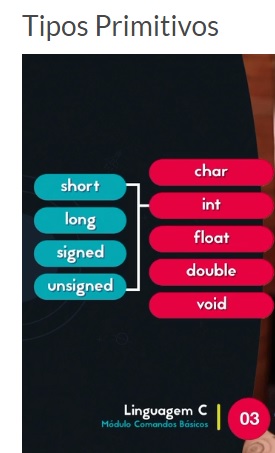 Tipos Primitivos
short
long
signed
unsigned
char
int
float
double
void
Linguagem C
Módulo Comandos Básicos
03